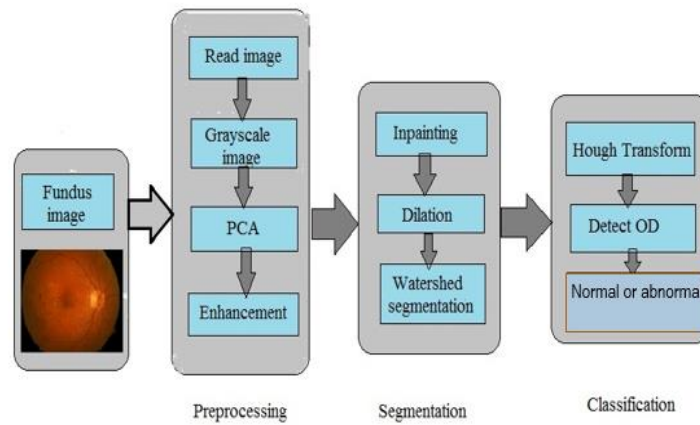 Fundus
image
Read image
Grayscale
image
PCA
Enhancement
Preprocessing
Inpainting
Dilation
Watershed
segmentation
Segmentation
Hough Transform
Detect OD
Normal or abnorma
Classification